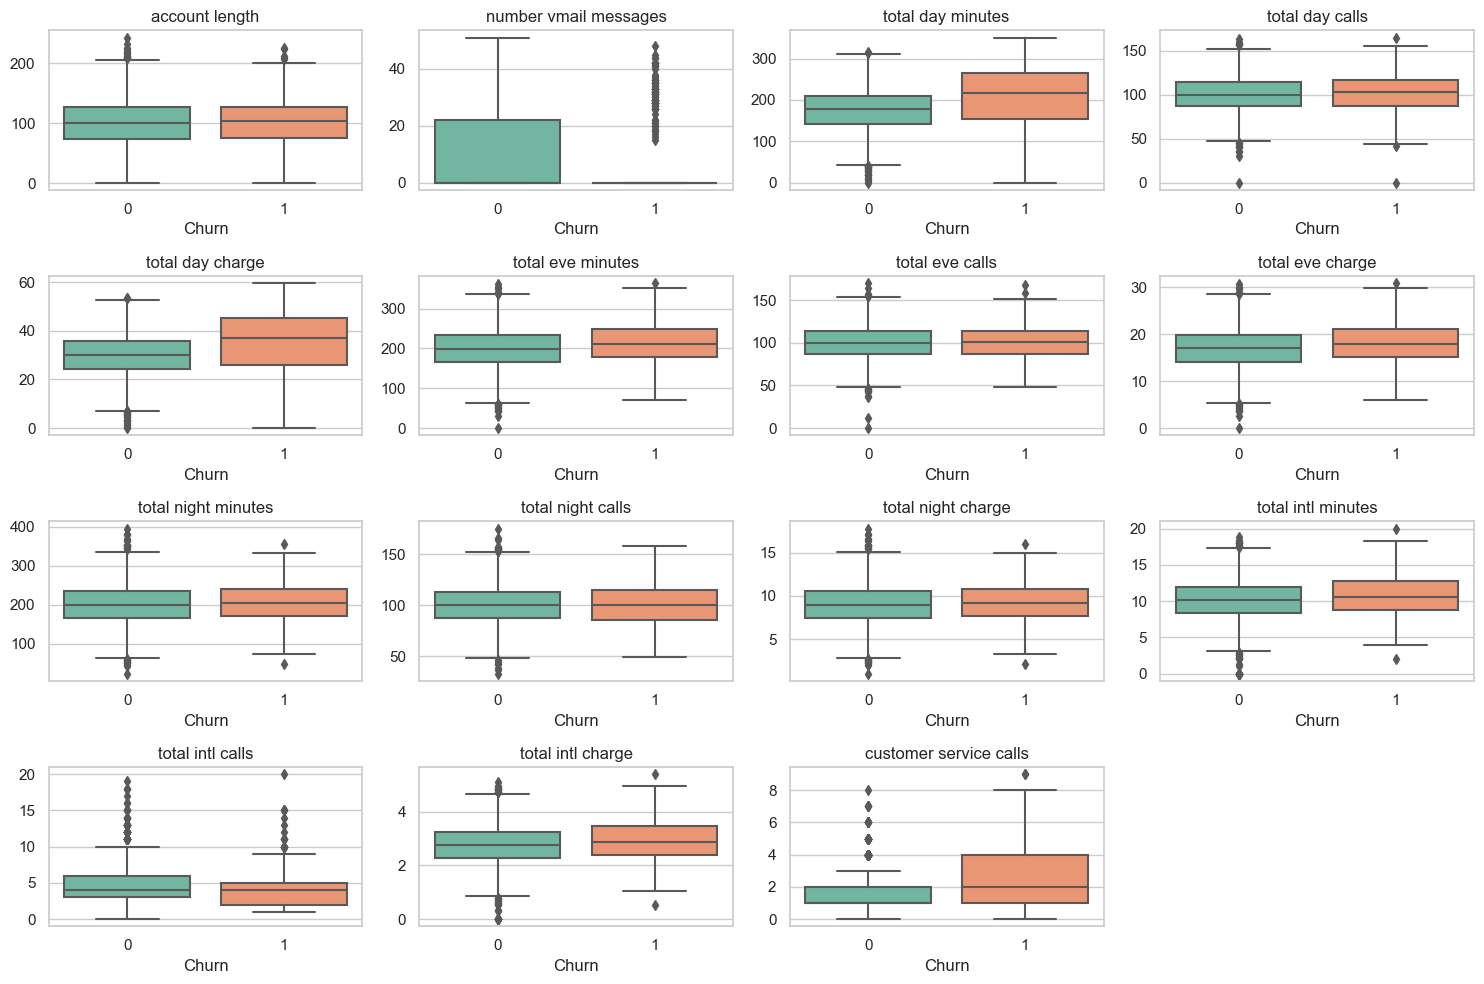 account length
number vmail messages
total day minutes
total day calls
200
100
0
0
1
Churn
40
20
0
0
1
Churn
300
200
100
0
0
1
Churn
150
100
50
0
0
1
Churn
total day charge
total eve minutes
total eve calls
total eve charge
60
40
20
0
0
1
Churn
300
200
100
0
0
1
Churn
150
100
50
0
0
1
Churn
30
20
10
0
0
1
Churn
total night minutes
total night calls
total night charge
total intl minutes
400
300
200
100
0
1
Churn
150
100
50
0
1
Churn
15
10
5
0
1
Churn
20
15
10
5
0
0
1
Churn
total intl calls
total intl charge
customer service calls
20
15
10
5
0
0
1
Churn
4
2
0
0
1
Churn
8
6
4
2
0
0
1
Churn